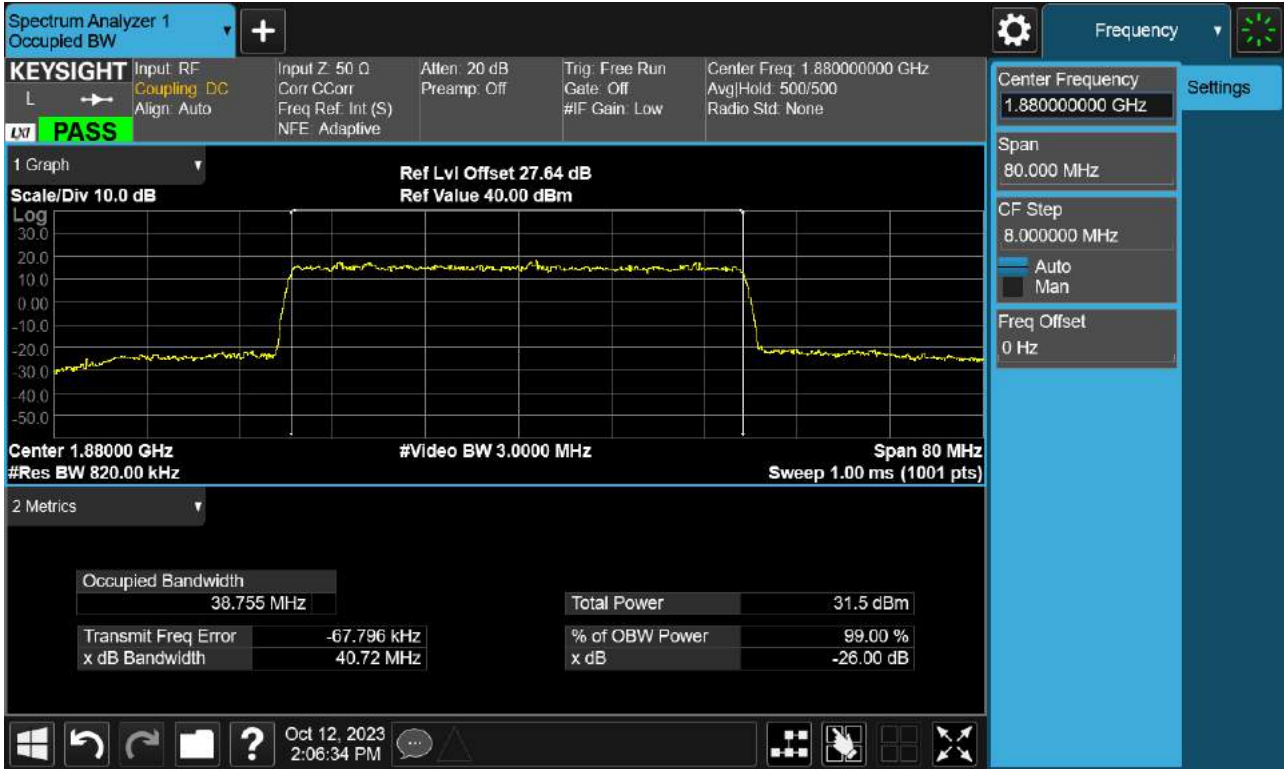 Spectrum Analyzer 1
Occupied BW
+
Frequency
KEYSIGHT
L
LXI
PASS
Input: RF
Coupling: DC
Align: Auto
Input Z: 50 Ω
Corr CCorr
Freq Ref: Int (S)
NFE: Adaptive
Atten: 20 dB
Preamp: Off
Trig: Free Run
Gate: Off
#IF Gain: Low
Center Freq: 1.880000000 GHz
Avg|Hold: 500/500
Radio Std: None
Center Frequency
1.880000000 GHz
Settings
Span
80.000 MHz
CF Step
8.000000 MHz
Auto
Man
Freq Offset
0 Hz
1 Graph
Scale/Div 10.0 dB
Ref Lvl Offset 27.64 dB
Ref Value 40.00 dBm
Log
30.0
20.0
10.0
0.00
-10.0
-20.0
-30.0
-40.0
-50.0
Center 1.88000 GHz
#Video BW 3.0000 MHz
Span 80 MHz
#Res BW 820.00 kHz
Sweep 1.00 ms (1001 pts)
2 Metrics
Occupied Bandwidth
38.755 MHz
Total Power 31.5 dBm
Transmit Freq Error -67.796 kHz
% of OBW Power 99.00 %
x dB Bandwidth 40.72 MHz
x dB -26.00 dB
?
Oct 12, 2023
2:06:34 PM